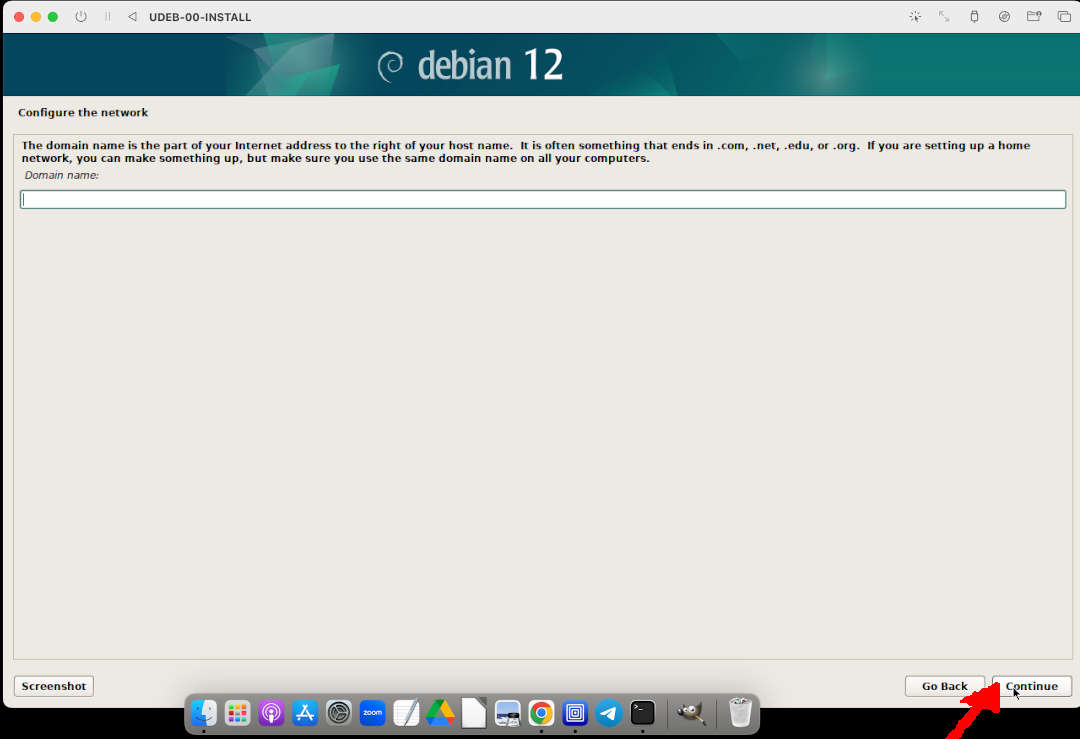 UDEB-00-INSTALL
debian 12
Configure the network
The domain name is the part of your Internet address to the right of your host name.  It is often something that ends in .com, .net, .edu, or .org.  If you are setting up a home
network, you can make something up, but make sure you use the same domain name on all your computers.
Domain name:
Screenshot
Go Back
Continue
zoom